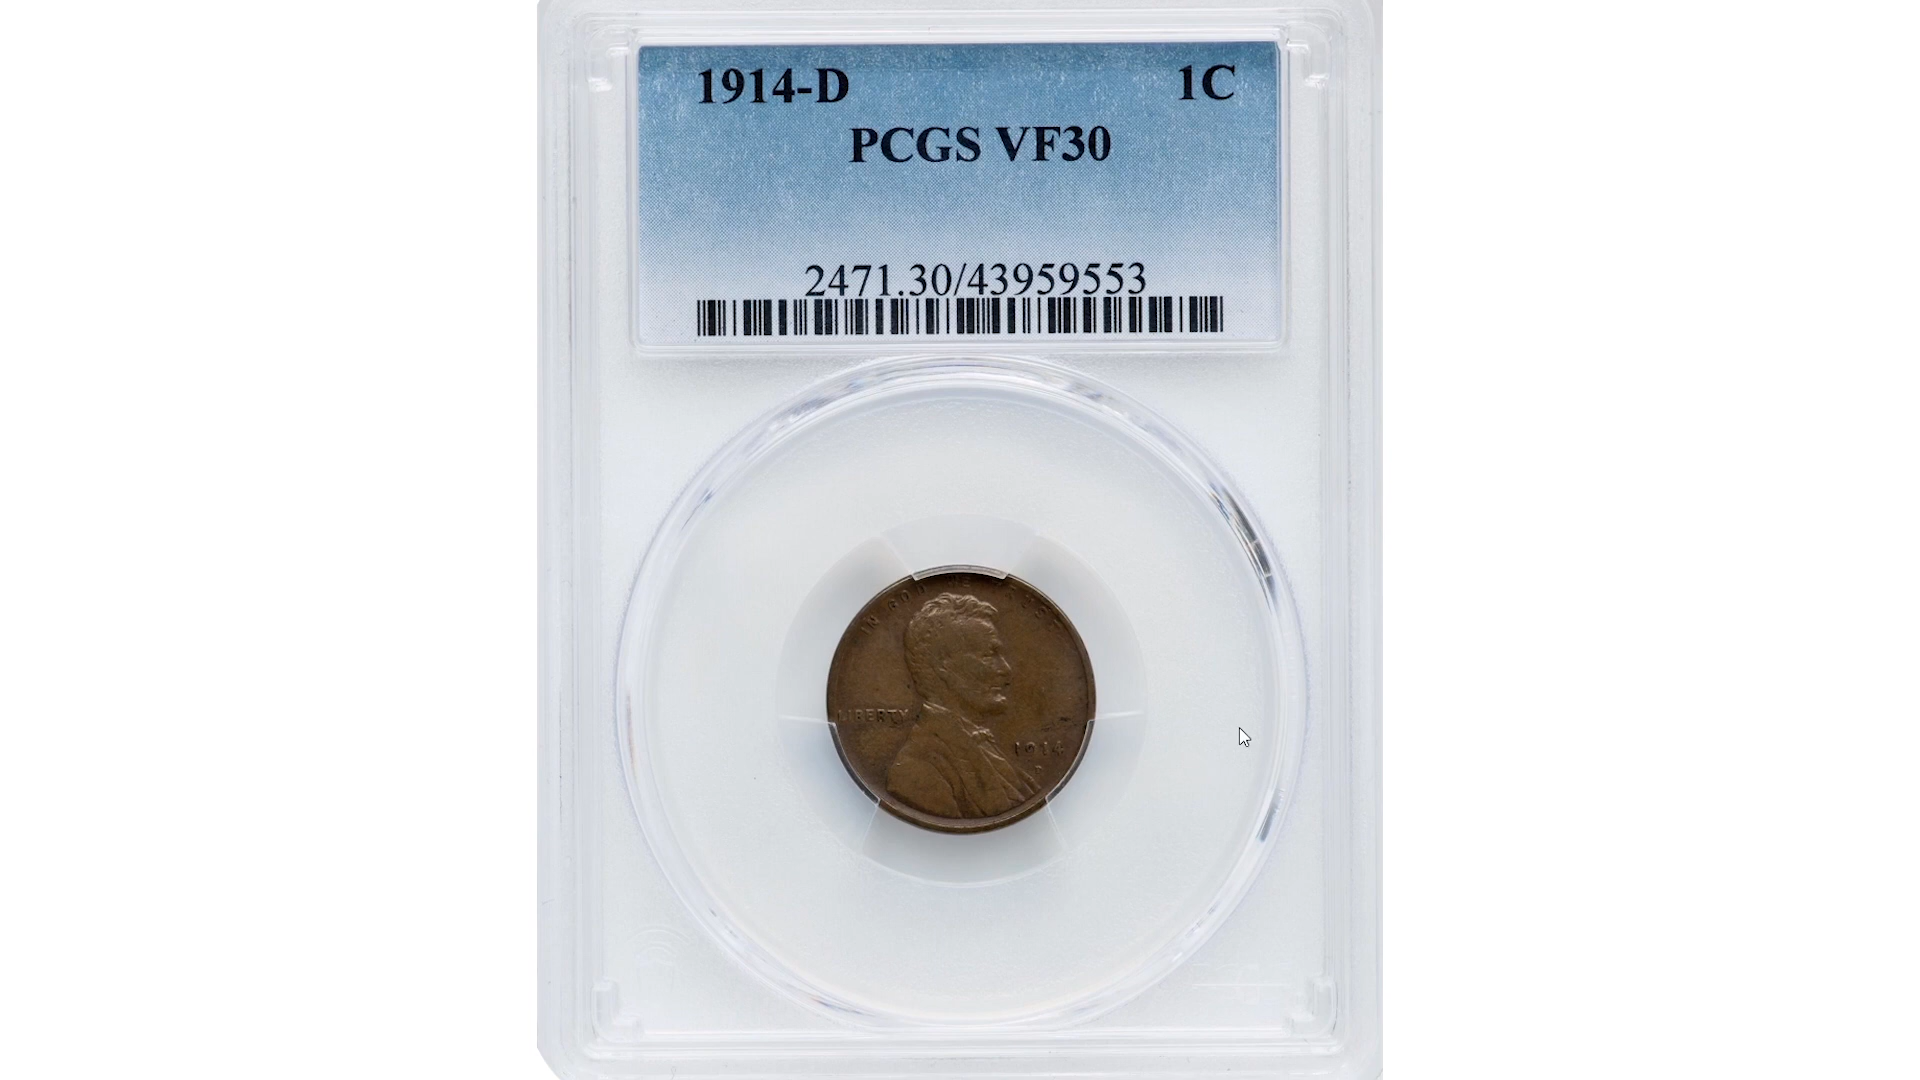 1914-D 1C
PCGS VF30
2471.30/43959553
IN GOD WE TRUST
LIBERTY
1914
D